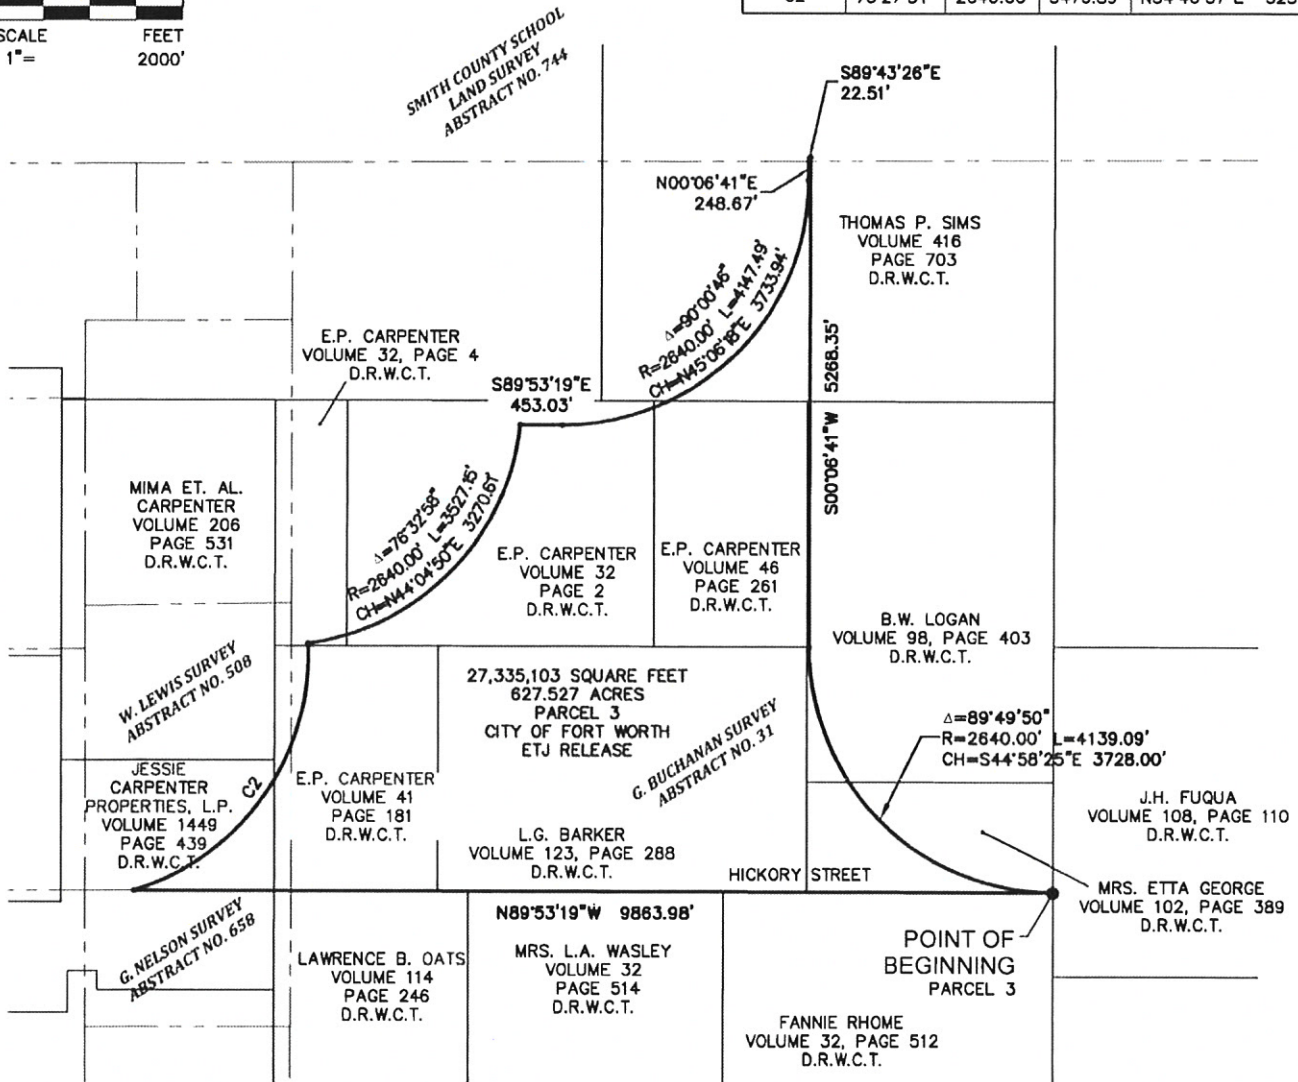 SCALE FEET
1"= 2000'
SMITH COUNTY SCHOOL
LAND SURVEY
ABSTRACT NO. 744
S89°43'26"E
22.51'
N00°06'41"E
248.67'
THOMAS P. SIMS
VOLUME 416
PAGE 703
D.R.W.C.T.
Δ=90°00'46"
R=2640.00' L=4147.49'
CH=N45°06'18"E 3733.94'
E.P. CARPENTER
VOLUME 32, PAGE 4
D.R.W.C.T.
S89°53'19"E
453.03'
S00°06'41"W 5268.35'
MIMA ET. AL.
CARPENTER
VOLUME 206
PAGE 531
D.R.W.C.T.
Δ=76°32'58"
R=2640.00' L=3527.15'
CH=N44°04'50"E 3270.61'
E.P. CARPENTER
VOLUME 32
PAGE 2
D.R.W.C.T.
E.P. CARPENTER
VOLUME 46
PAGE 261
D.R.W.C.T.
B.W. LOGAN
VOLUME 98, PAGE 403
D.R.W.C.T.
W. LEWIS SURVEY
ABSTRACT NO. 508
27,335,103 SQUARE FEET
627.527 ACRES
PARCEL 3
CITY OF FORT WORTH
ETJ RELEASE
G. BUCHANAN SURVEY
ABSTRACT NO. 31
Δ=89°49'50"
R=2640.00' L=4139.09'
CH=S44°58'25"E 3728.00'
JESSIE
CARPENTER
PROPERTIES, L.P.
VOLUME 1449
PAGE 439
D.R.W.C.T.
C2
E.P. CARPENTER
VOLUME 41
PAGE 181
D.R.W.C.T.
L.G. BARKER
VOLUME 123, PAGE 288
D.R.W.C.T.
J.H. FUQUA
VOLUME 108, PAGE 110
D.R.W.C.T.
HICKORY STREET
MRS. ETTA GEORGE
VOLUME 102, PAGE 389
D.R.W.C.T.
N89°53'19"W 9863.98'
G. NELSON SURVEY
ABSTRACT NO. 658
LAWRENCE B. OATS
VOLUME 114
PAGE 246
D.R.W.C.T.
MRS. L.A. WASLEY
VOLUME 32
PAGE 514
D.R.W.C.T.
POINT OF
BEGINNING
PARCEL 3
FANNIE RHOME
VOLUME 32, PAGE 512
D.R.W.C.T.